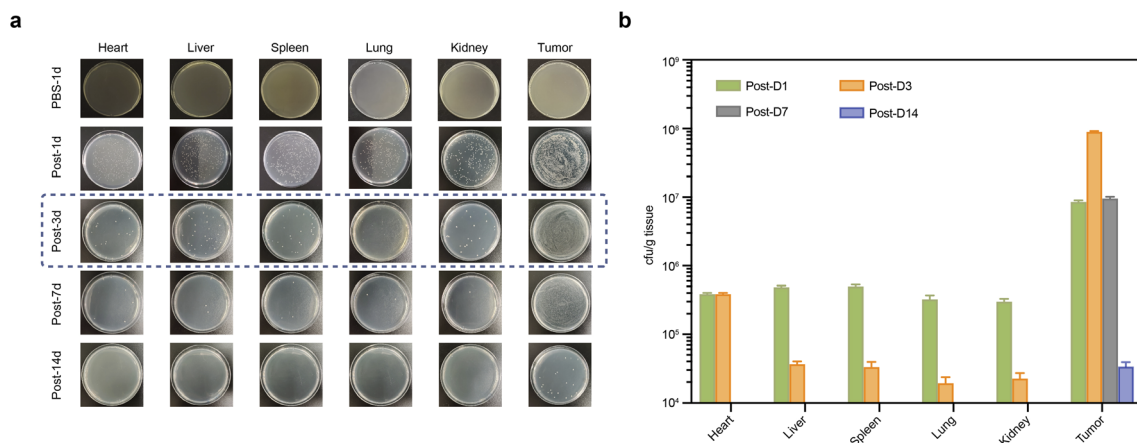 a
Heart Liver Spleen Lung Kidney Tumor
PBS-1d
Post-1d
Post-3d
Post-7d
Post-14d
b
cfu/g tissue
10⁹
10⁸
10⁷
10⁶
10⁵
10⁴
Post-D1 Post-D3
Post-D7 Post-D14
Heart Liver Spleen Lung Kidney Tumor